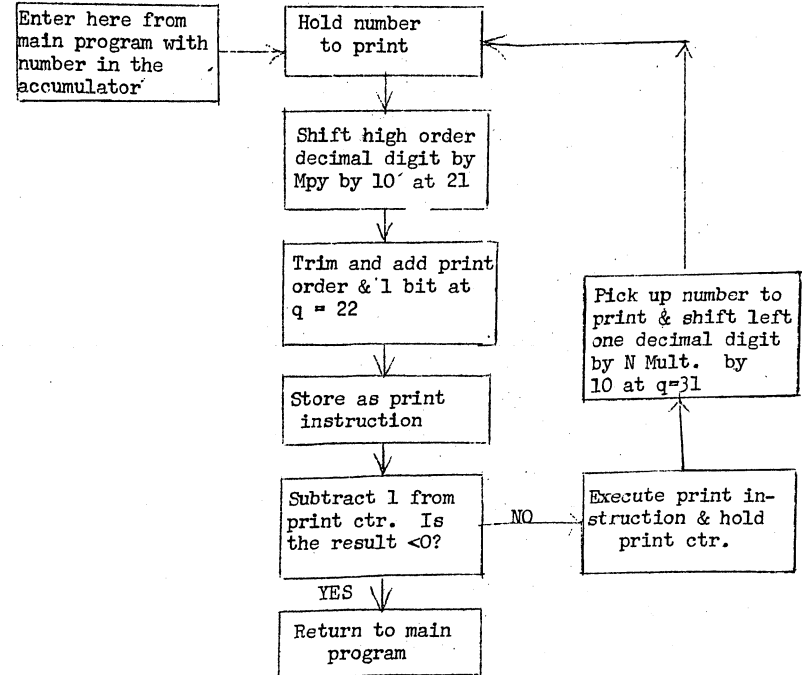 Enter here from
main program with
number in the
accumulator
Hold number
to print
Shift high order
decimal digit by
Mpy by 10 at 21
Trim and add print
order & 1 bit at
q = 22
Store as print
instruction
Subtract 1 from
print ctr. Is
the result <0?
NO
YES
Return to main
program
Execute print in-
struction & hold
print ctr.
Pick up number to
print & shift left
one decimal digit
by N Mult. by
10 at q=31